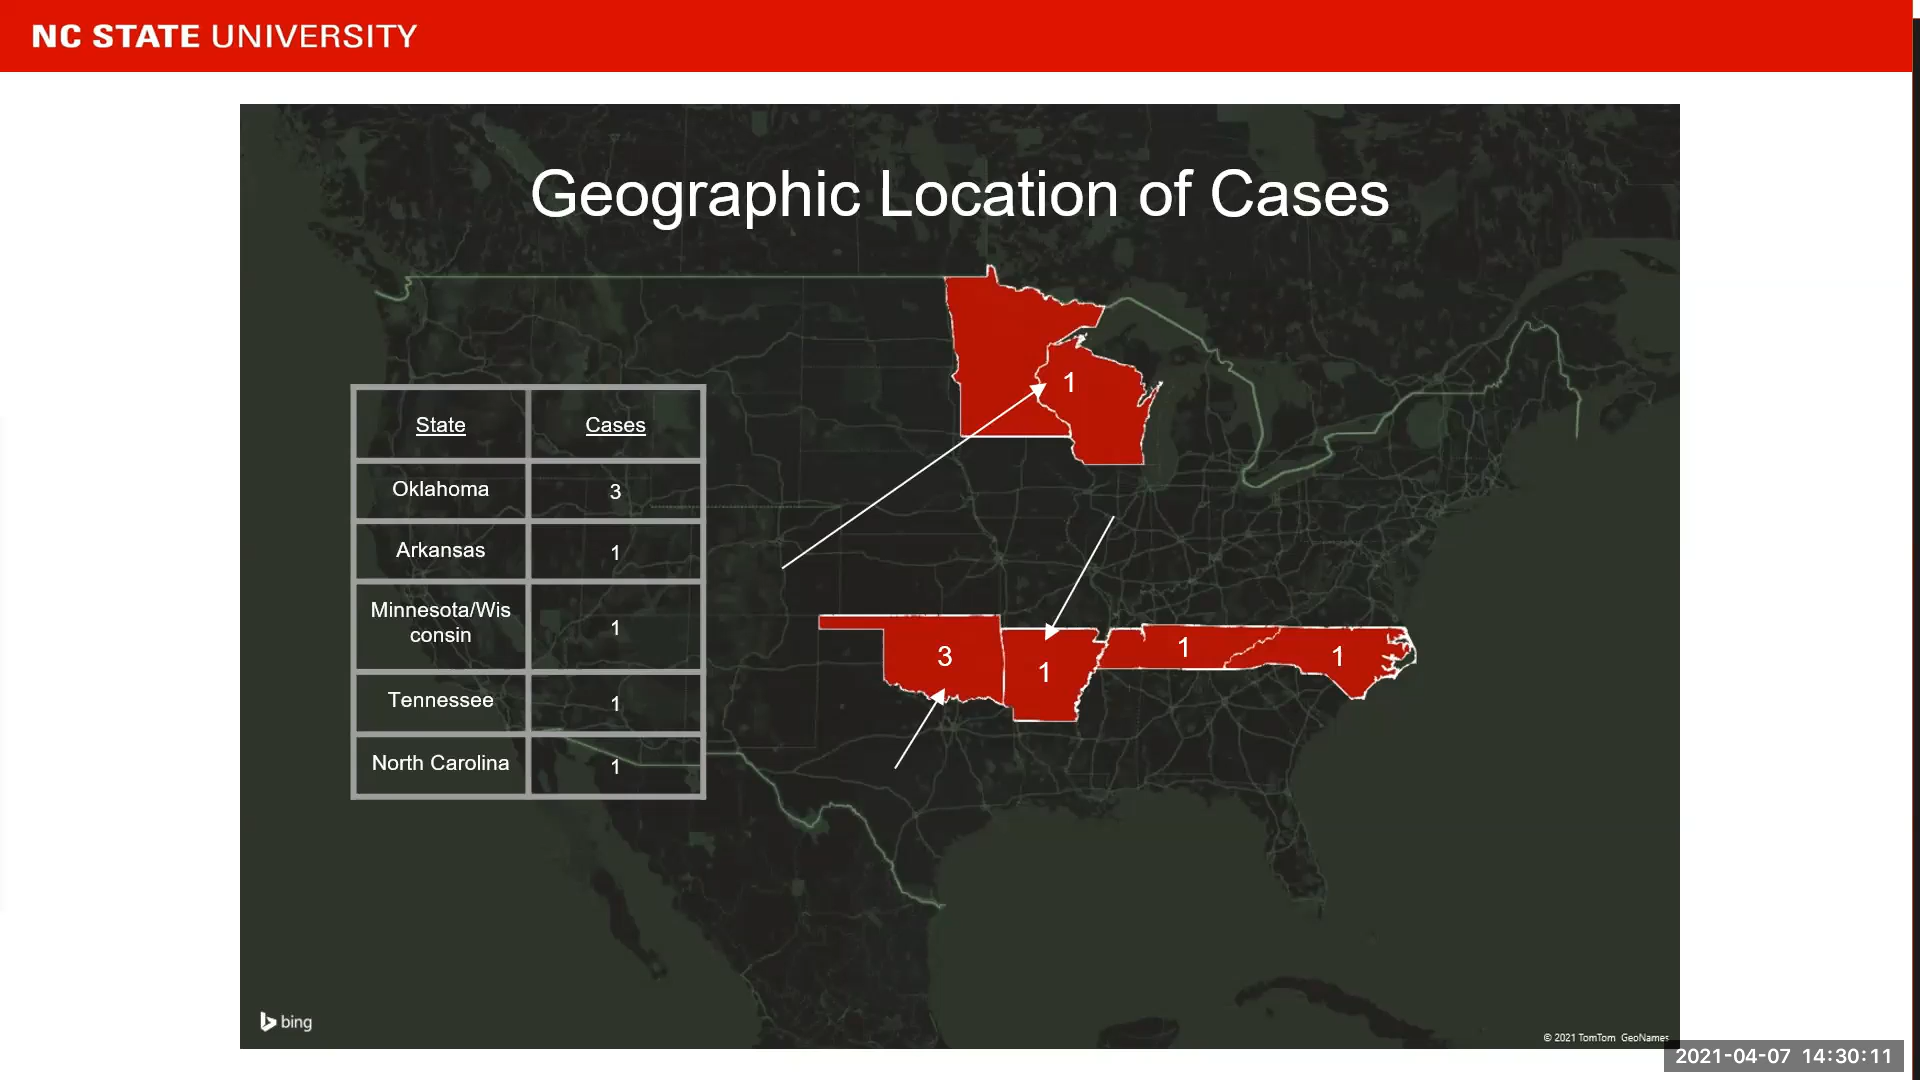 NC STATE UNIVERSITY
Geographic Location of Cases
State Cases
Oklahoma 3
Arkansas 1
Minnesota/Wis
consin 1
Tennessee 1
North Carolina 1
1
3
1
1
1
bing
© 2021 TomTom GeoNames
2021-04-07 14:30:11